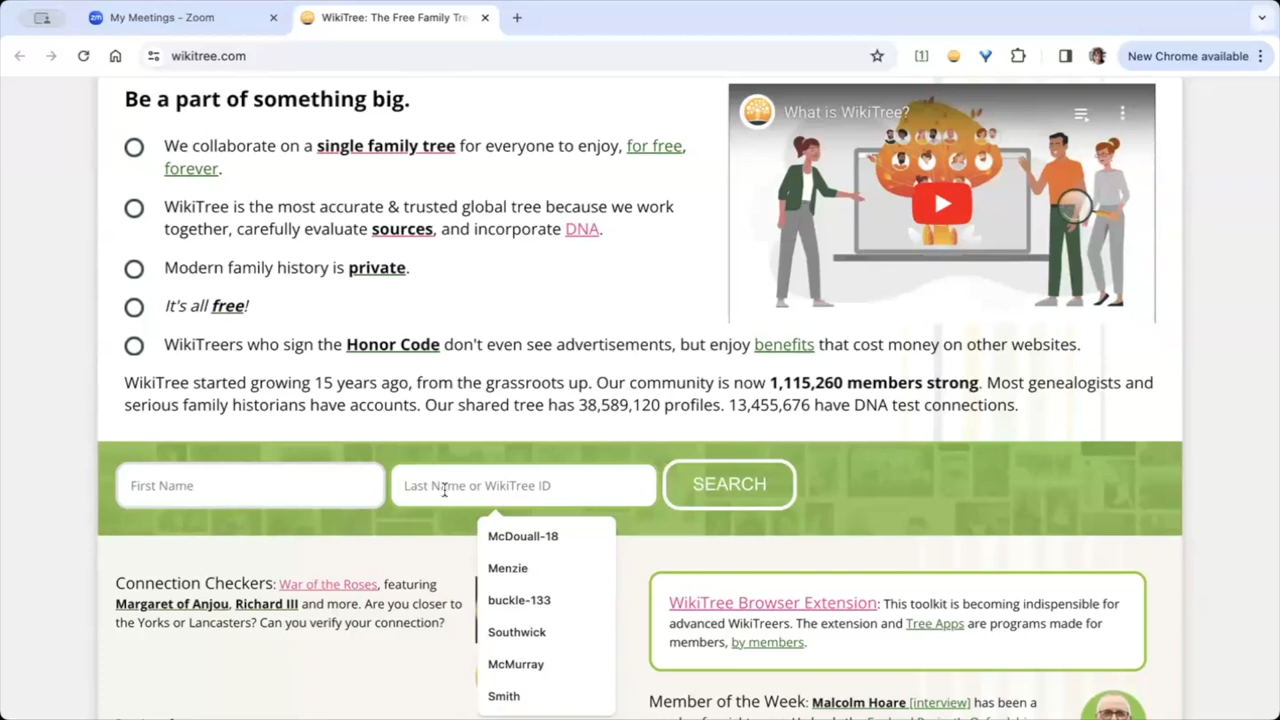 My Meetings - Zoom
WikiTree: The Free Family Tre
wikitree.com
New Chrome available
Be a part of something big.
We collaborate on a single family tree for everyone to enjoy, for free,
forever.
WikiTree is the most accurate & trusted global tree because we work
together, carefully evaluate sources, and incorporate DNA.
Modern family history is private.
It's all free!
WikiTreers who sign the Honor Code don't even see advertisements, but enjoy benefits that cost money on other websites.
What is WikiTree?
WikiTree started growing 15 years ago, from the grassroots up. Our community is now 1,115,260 members strong. Most genealogists and
serious family historians have accounts. Our shared tree has 38,589,120 profiles. 13,455,676 have DNA test connections.
First Name
Last Name or WikiTree ID
SEARCH
McDouall-18
Menzie
buckle-133
Southwick
McMurray
Smith
Connection Checkers: War of the Roses, featuring
Margaret of Anjou, Richard III and more. Are you closer to
the Yorks or Lancasters? Can you verify your connection?
WikiTree Browser Extension: This toolkit is becoming indispensible for
advanced WikiTreers. The extension and Tree Apps are programs made for
members, by members.
Member of the Week: Malcolm Hoare [interview] has been a